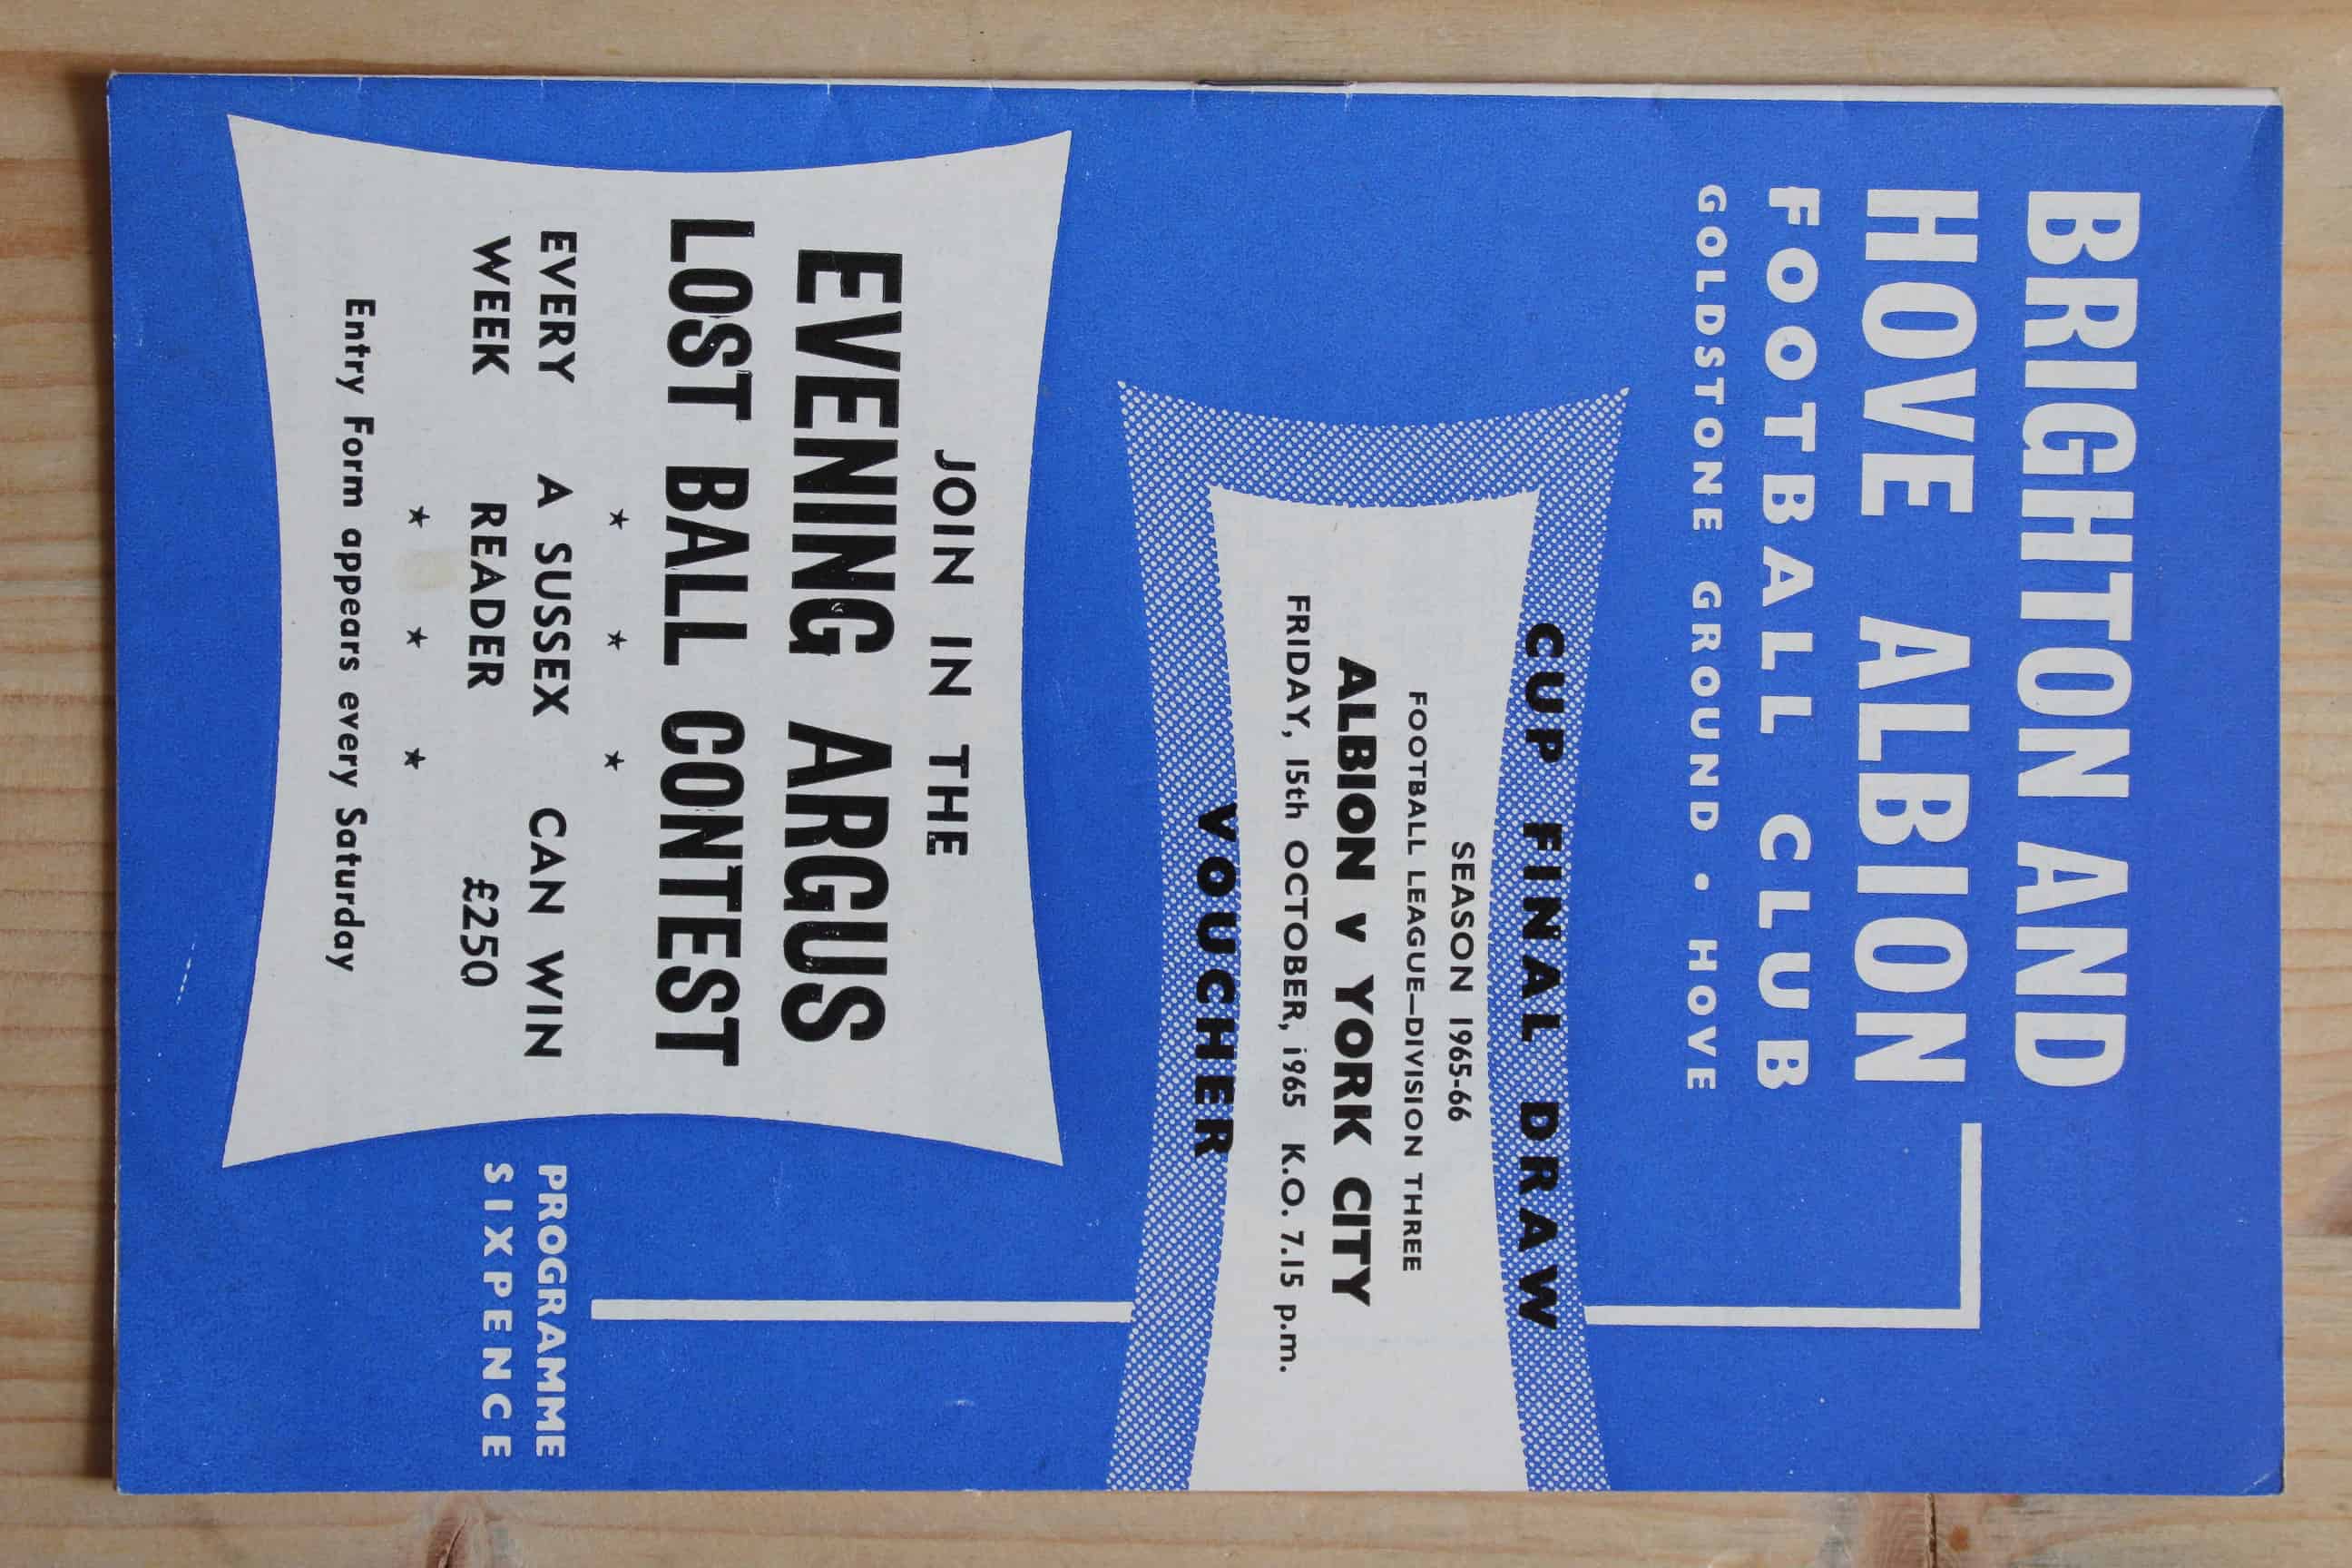 BRIGHTON AND
HOVE ALBION
FOOTBALL CLUB
GOLDSTONE GROUND • HOVE
CUP FINAL DRAW
SEASON 1965-66
FOOTBALL LEAGUE—DIVISION THREE
ALBION v YORK CITY
FRIDAY, 15th OCTOBER, 1965 K.O. 7.15 p.m.
VOUCHER
JOIN IN THE
EVENING ARGUS
LOST BALL CONTEST
★ ★ ★
EVERY A SUSSEX CAN WIN
WEEK READER £250
★ ★ ★
Entry Form appears every Saturday
PROGRAMME
SIXPENCE